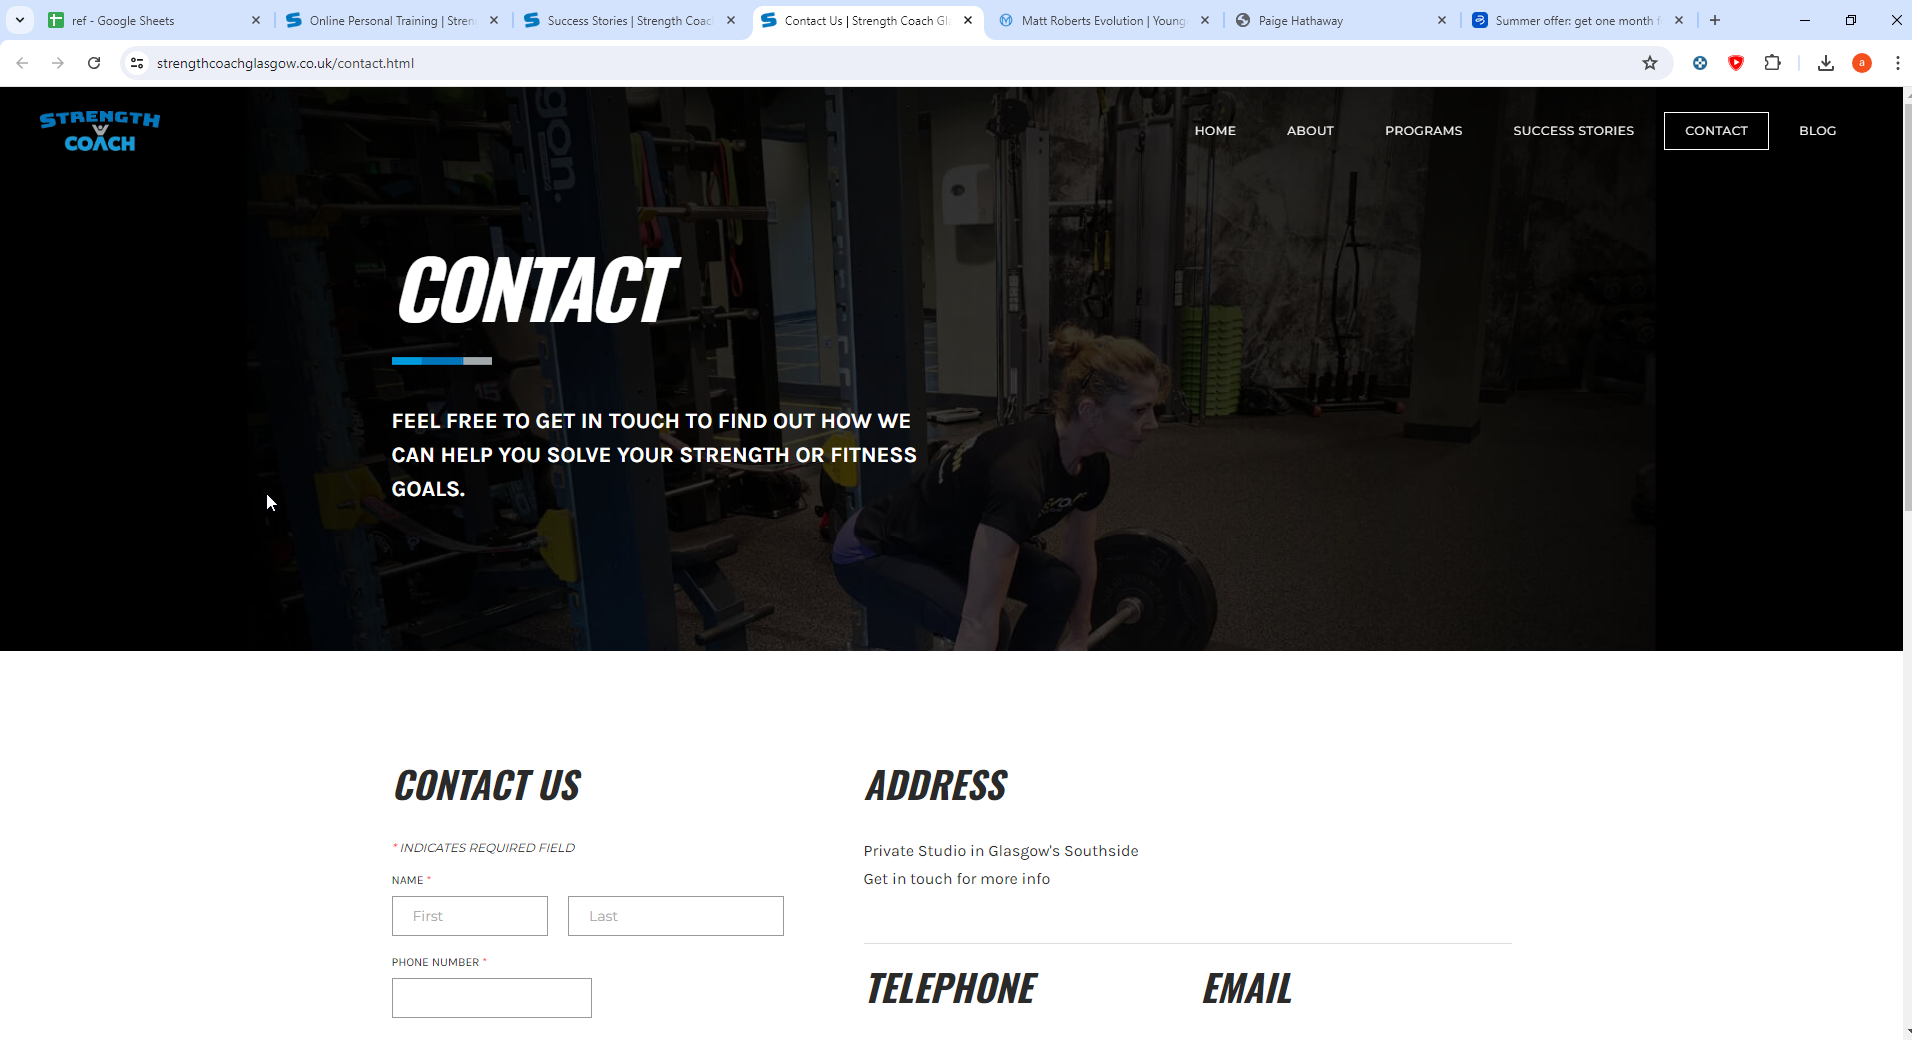 ref - Google Sheets
Online Personal Training | Stren
Success Stories | Strength Coac
Contact Us | Strength Coach Gl
Matt Roberts Evolution | Young
Paige Hathaway
Summer offer: get one month f
strengthcoachglasgow.co.uk/contact.html
a
STRENGTH
COACH
HOME
ABOUT
PROGRAMS
SUCCESS STORIES
CONTACT
BLOG
CONTACT
FEEL FREE TO GET IN TOUCH TO FIND OUT HOW WE
CAN HELP YOU SOLVE YOUR STRENGTH OR FITNESS
GOALS.
CONTACT US
* INDICATES REQUIRED FIELD
NAME *
First
Last
PHONE NUMBER *
ADDRESS
Private Studio in Glasgow's Southside
Get in touch for more info
TELEPHONE
EMAIL